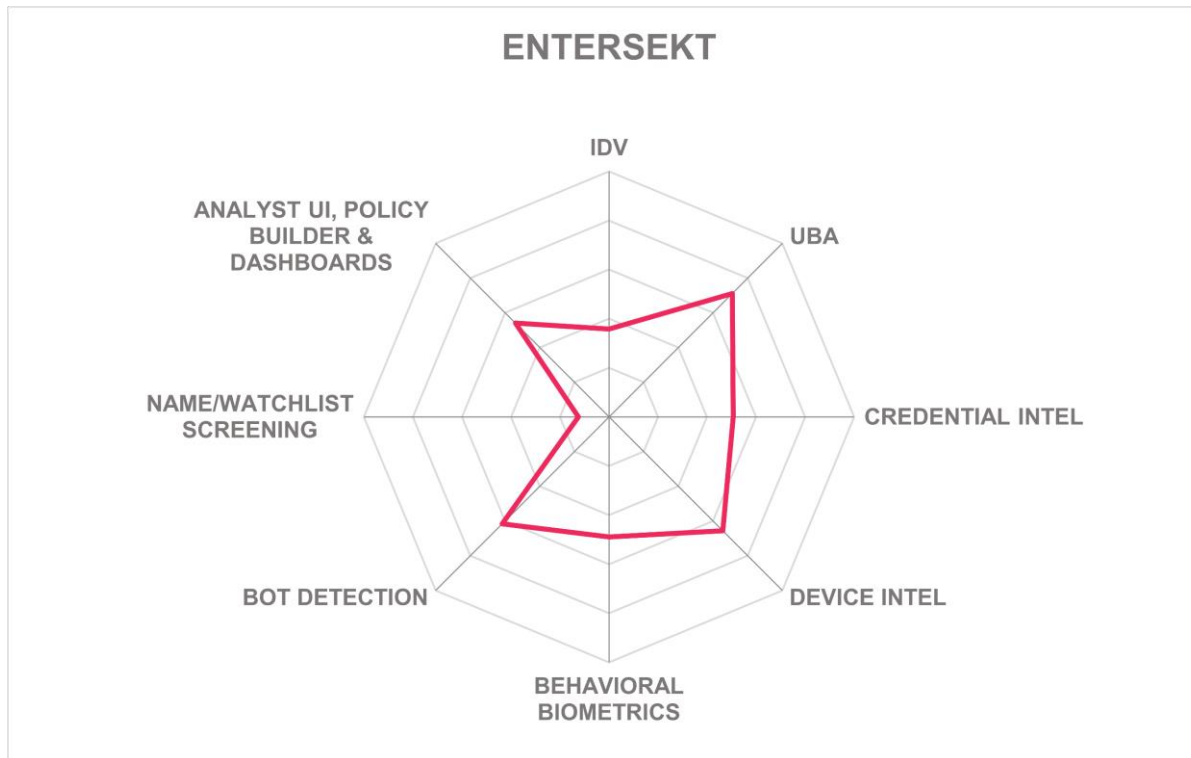 ENTERSEKT
IDV
ANALYST UI, POLICY
BUILDER &
DASHBOARDS
UBA
NAME/WATCHLIST
SCREENING
CREDENTIAL INTEL
BOT DETECTION
DEVICE INTEL
BEHAVIORAL
BIOMETRICS